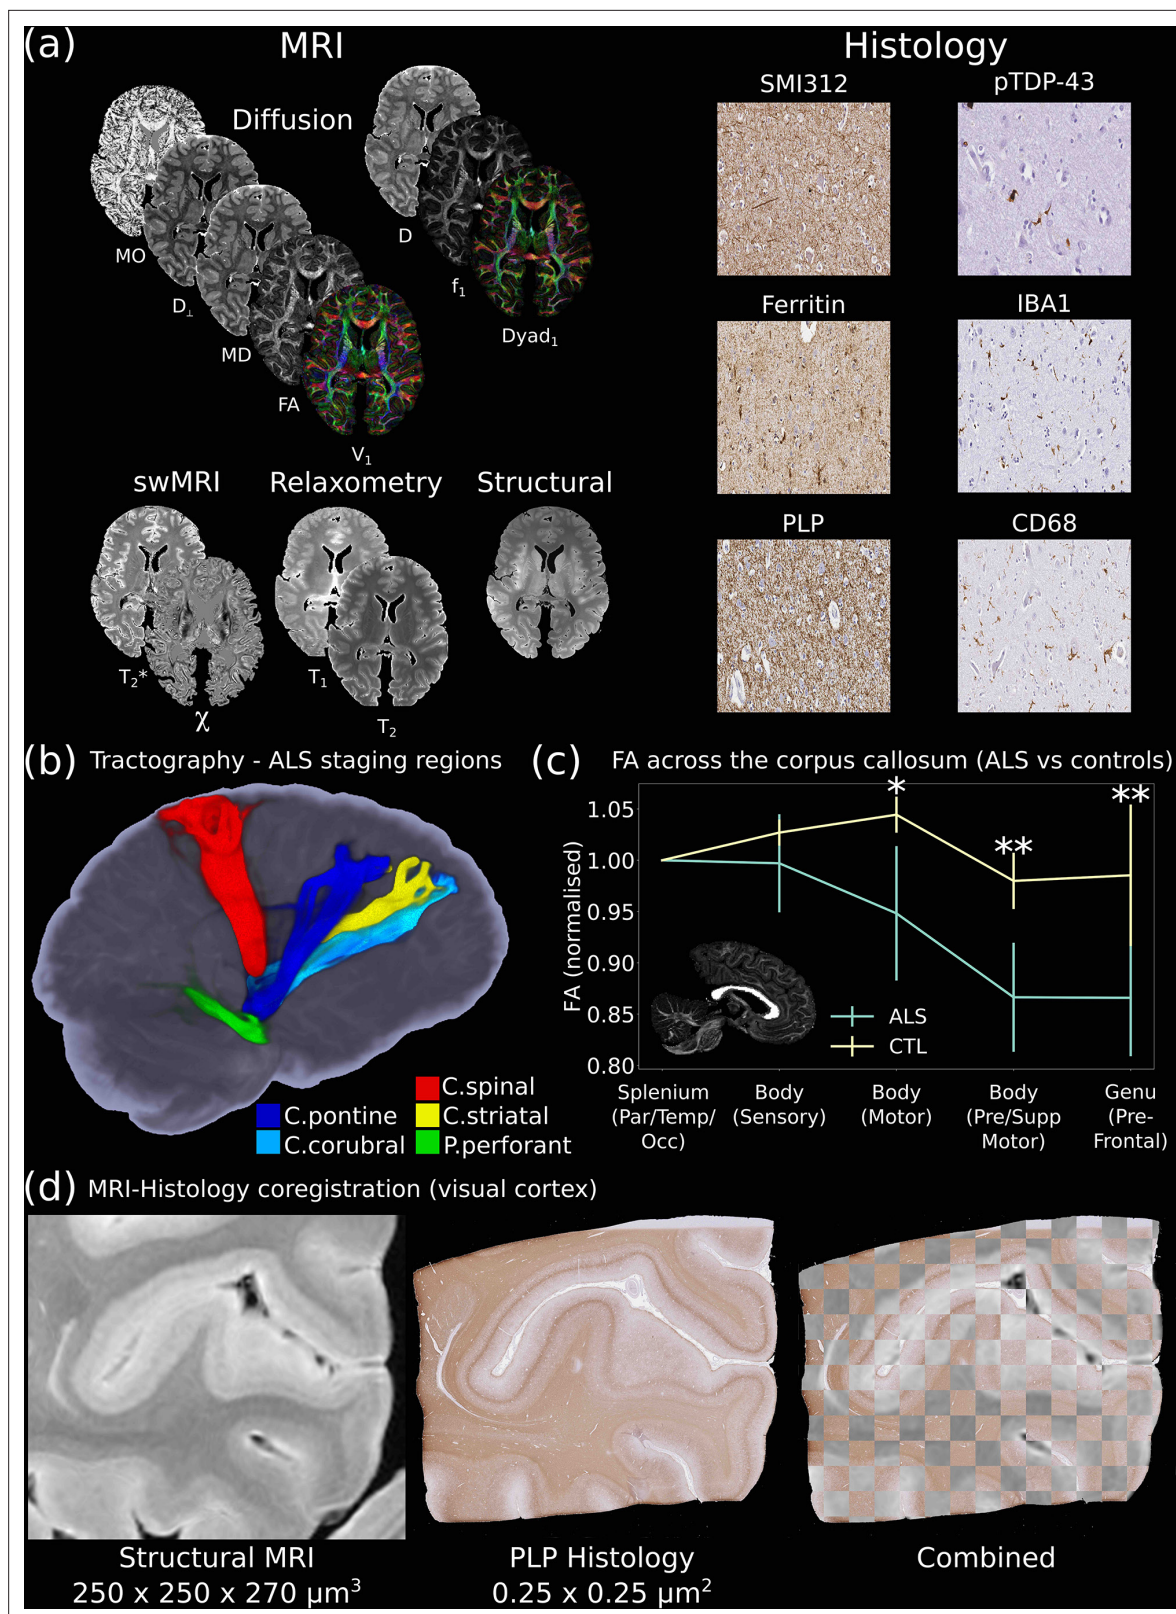 (a)
MRI
Histology
Diffusion
MO
D⊥
MD
FA
V₁
D
f₁
Dyad₁
swMRI
Relaxometry
Structural
T₂*
χ
T₁
T₂
SMI312
pTDP-43
Ferritin
IBA1
PLP
CD68
(b) Tractography - ALS staging regions
C.spinal
C.pontine
C.striatal
C.corubral
P.perforant
(c) FA across the corpus callosum (ALS vs controls)
FA (normalised)
1.05
1.00
0.95
0.90
0.85
0.80
*
**
**
ALS
CTL
Splenium
(Par/Temp/
Occ)
Body
(Sensory)
Body
(Motor)
Body
(Pre/Supp
Motor)
Genu
(Pre-
Frontal)
(d) MRI-Histology coregistration (visual cortex)
Structural MRI
250 x 250 x 270 μm³
PLP Histology
0.25 x 0.25 μm²
Combined